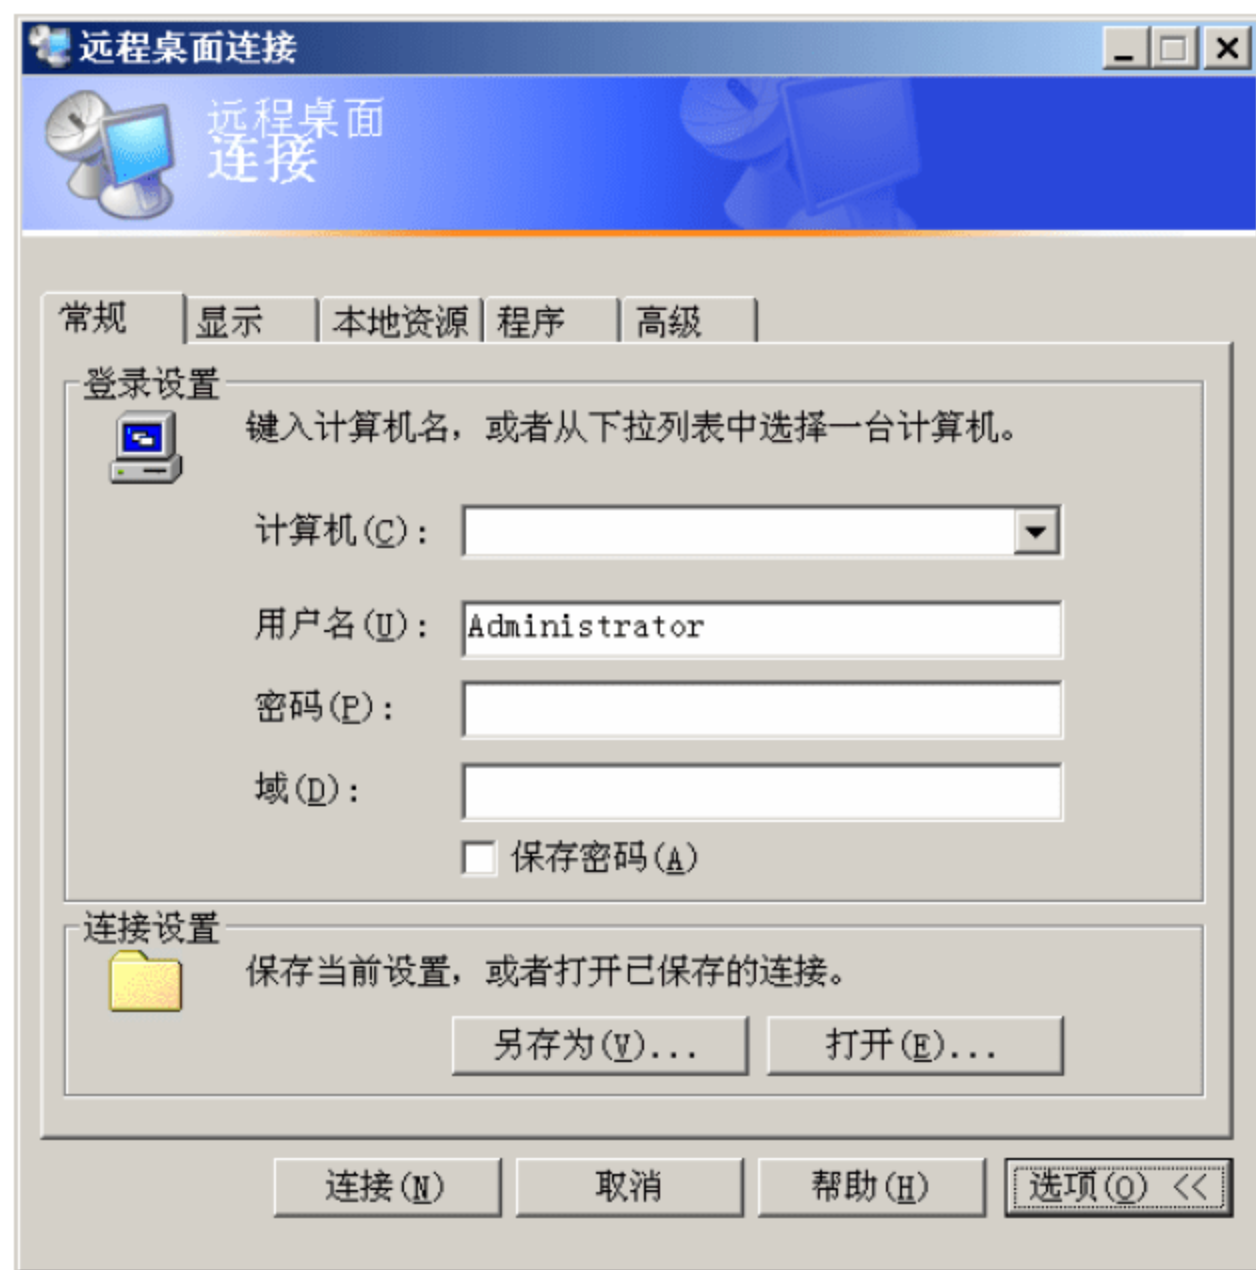 远程桌面连接
远程桌面
连接
常规 显示 本地资源 程序 高级
登录设置
键入计算机名，或者从下拉列表中选择一台计算机。
计算机(C)：
用户名(U)： Administrator
密码(P)：
域(D)：
保存密码(A)
连接设置
保存当前设置，或者打开已保存的连接。
另存为(V)... 打开(E)...
连接(N) 取消 帮助(H) 选项(O) <<